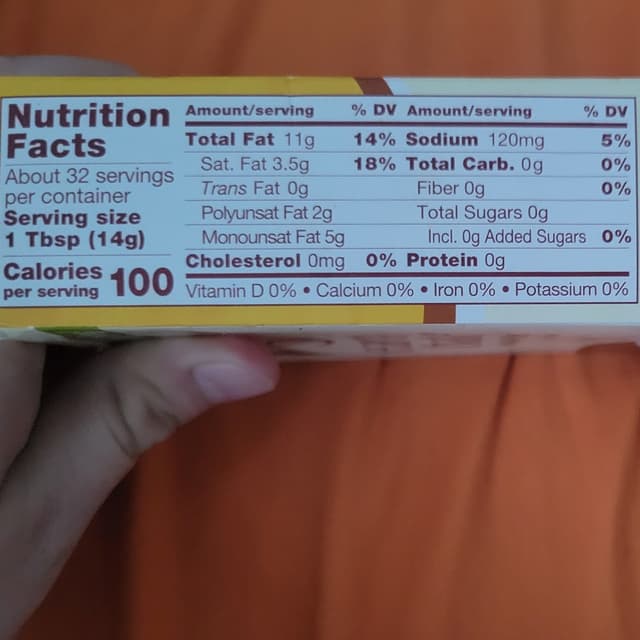 Nutrition
Facts
About 32 servings
per container
Serving size
1 Tbsp (14g)
Calories
per serving 100
Amount/serving % DV
Total Fat 11g 14%
Sat. Fat 3.5g 18%
Trans Fat 0g
Polyunsat Fat 2g
Monounsat Fat 5g
Cholesterol 0mg 0%
Amount/serving % DV
Sodium 120mg 5%
Total Carb. 0g 0%
Fiber 0g 0%
Total Sugars 0g
Incl. 0g Added Sugars 0%
Protein 0g
Vitamin D 0% • Calcium 0% • Iron 0% • Potassium 0%